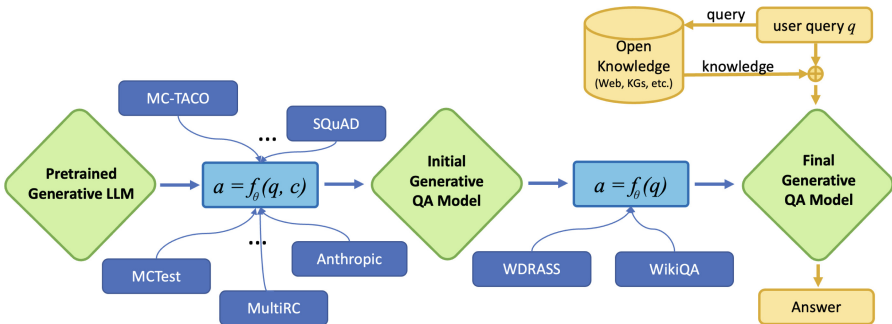 query
user query q
Open
Knowledge
(Web, KGs, etc.)
knowledge
MC-TACO
...
SQuAD
Pretrained
Generative LLM
a = fθ(q, c)
Initial
Generative
QA Model
a = fθ(q)
Final
Generative
QA Model
...
MCTest
Anthropic
MultiRC
WDRASS
WikiQA
Answer